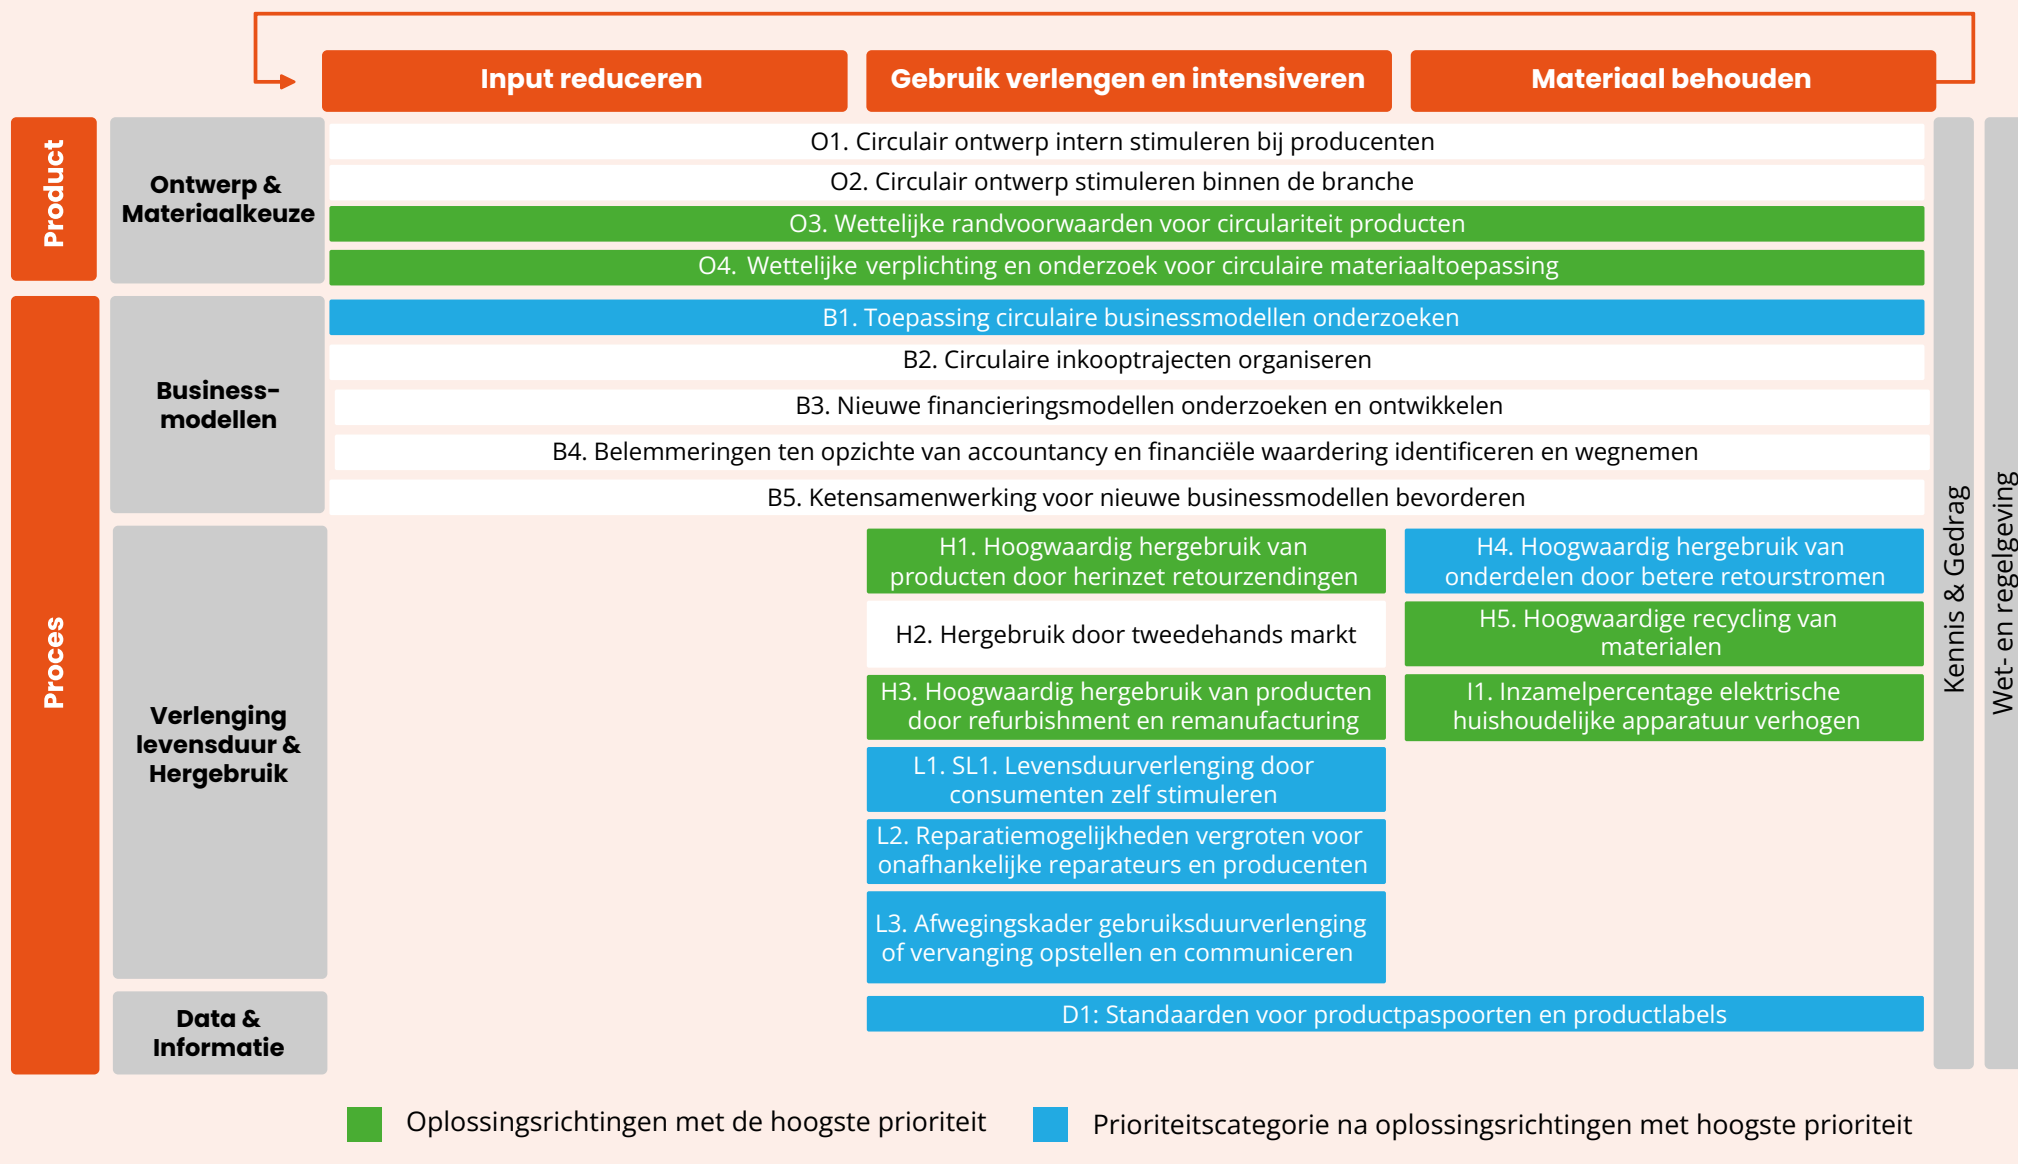 Input reduceren
Gebruik verlengen en intensiveren
Materiaal behouden
Product
Ontwerp &
Materiaalkeuze
O1. Circulair ontwerp intern stimuleren bij producenten
O2. Circulair ontwerp stimuleren binnen de branche
O3. Wettelijke randvoorwaarden voor circulariteit producten
O4. Wettelijke verplichting en onderzoek voor circulaire materiaaltoepassing
Proces
Business-
modellen
B1. Toepassing circulaire businessmodellen onderzoeken
B2. Circulaire inkooptrajecten organiseren
B3. Nieuwe financieringsmodellen onderzoeken en ontwikkelen
B4. Belemmeringen ten opzichte van accountancy en financiële waardering identificeren en wegnemen
B5. Ketensamenwerking voor nieuwe businessmodellen bevorderen
Verlenging
levensduur &
Hergebruik
H1. Hoogwaardig hergebruik van
producten door herinzet retourzendingen
H2. Hergebruik door tweedehands markt
H3. Hoogwaardig hergebruik van producten
door refurbishment en remanufacturing
L1. SL1. Levensduurverlenging door
consumenten zelf stimuleren
L2. Reparatiemogelijkheden vergroten voor
onafhankelijke reparateurs en producenten
L3. Afwegingskader gebruiksduurverlenging
of vervanging opstellen en communiceren
H4. Hoogwaardig hergebruik van
onderdelen door betere retourstromen
H5. Hoogwaardige recycling van
materialen
I1. Inzamelpercentage elektrische
huishoudelijke apparatuur verhogen
Data &
Informatie
D1: Standaarden voor productpaspoorten en productlabels
Kennis & Gedrag
Wet- en regelgeving
Oplossingsrichtingen met de hoogste prioriteit
Prioriteitscategorie na oplossingsrichtingen met hoogste prioriteit